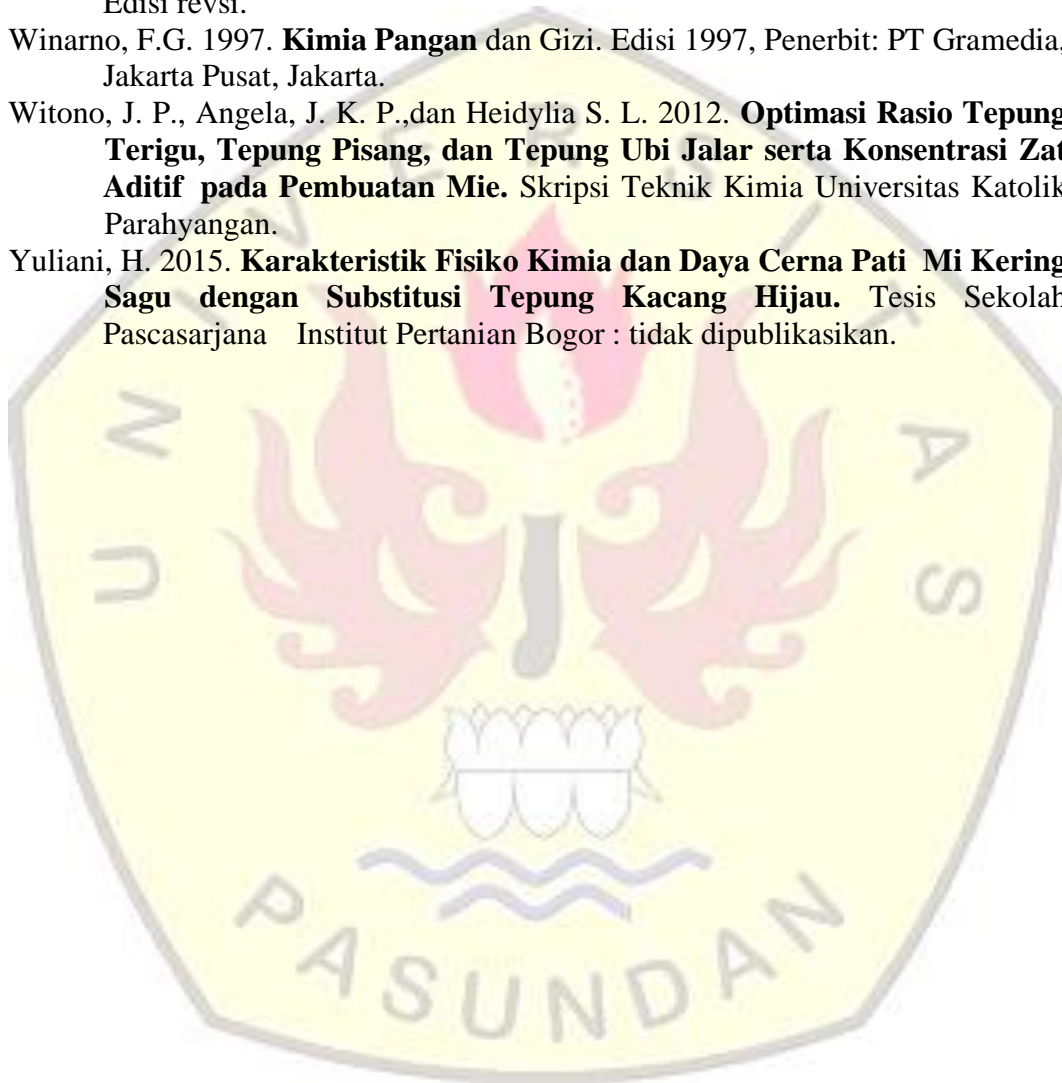 Edisi revsi.
Winarno, F.G. 1997. Kimia Pangan dan Gizi. Edisi 1997, Penerbit: PT Gramedia,
Jakarta Pusat, Jakarta.
Witono, J. P., Angela, J. K. P.,dan Heidylia S. L. 2012. Optimasi Rasio Tepung
Terigu, Tepung Pisang, dan Tepung Ubi Jalar serta Konsentrasi Zat
Aditif pada Pembuatan Mie. Skripsi Teknik Kimia Universitas Katolik
Parahyangan.
Yuliani, H. 2015. Karakteristik Fisiko Kimia dan Daya Cerna Pati Mi Kering
Sagu dengan Substitusi Tepung Kacang Hijau. Tesis Sekolah
Pascasarjana Institut Pertanian Bogor : tidak dipublikasikan.
UNIVERSITAS
PASUNDAN